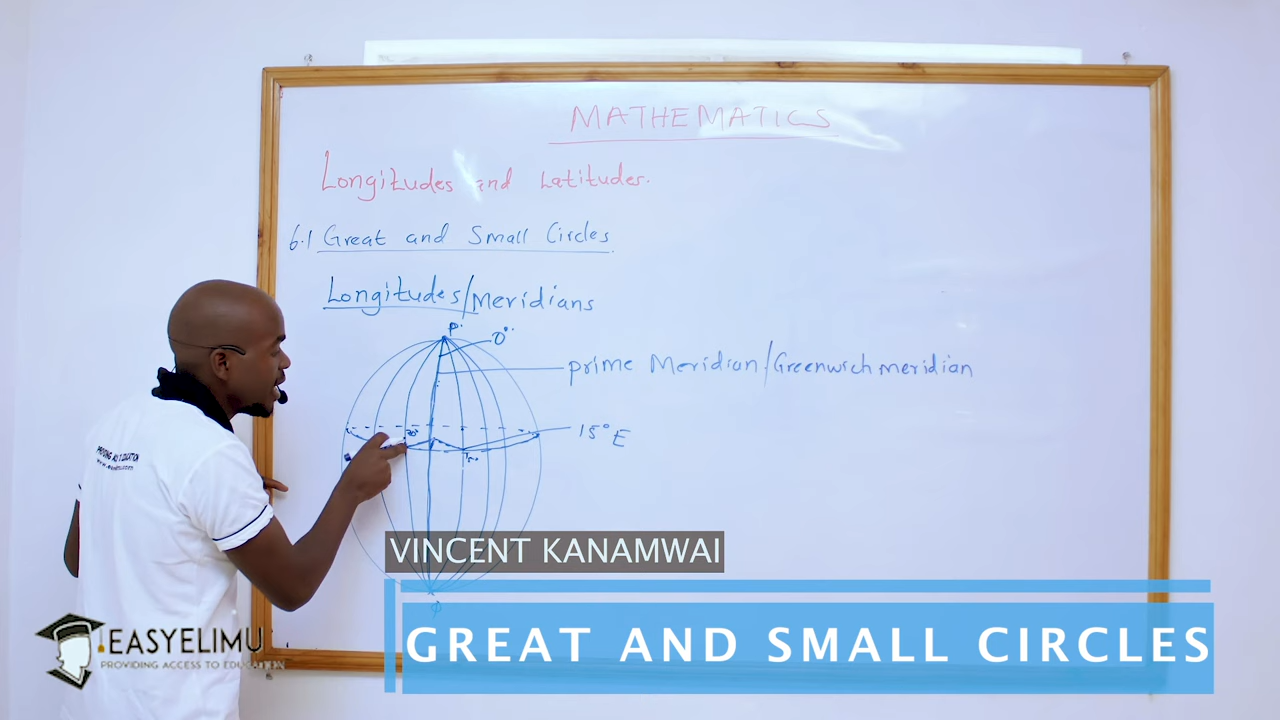 MATHEMATICS
Longitudes and Latitudes.
6.1 Great and Small Circles
Longitudes/Meridians
P.
0°
prime Meridian/Greenwich meridian
15°E
VINCENT KANAMWAI
GREAT AND SMALL CIRCLES
EASYELIMU
PROVIDING ACCESS TO EDUCATION